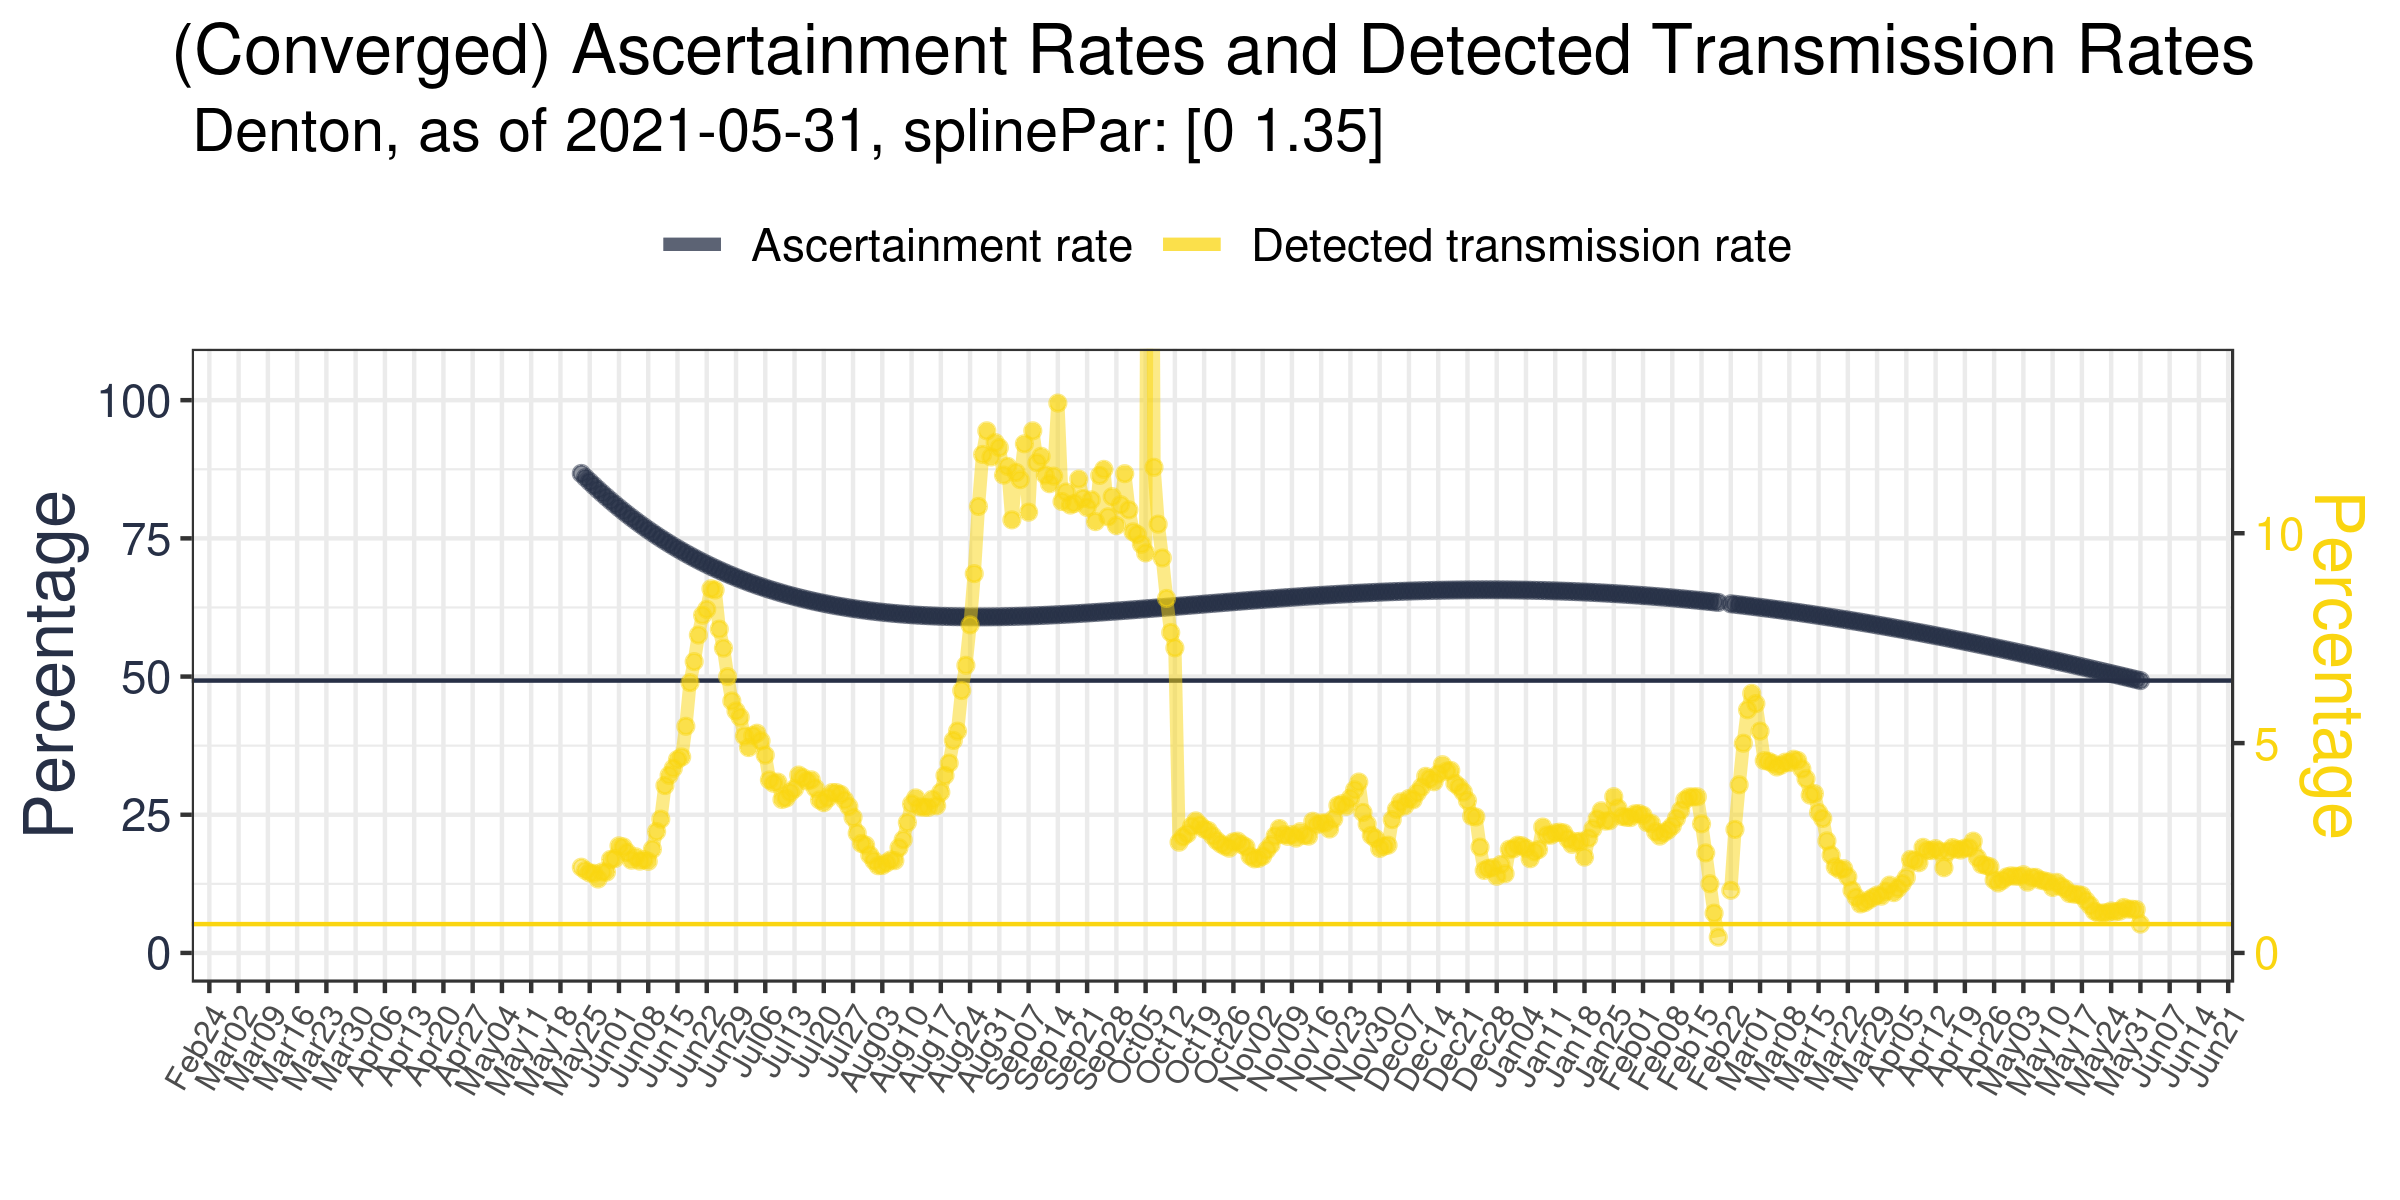 (Converged) Ascertainment Rates and Detected Transmission Rates
Denton, as of 2021-05-31, splinePar: [0 1.35]
Ascertainment rate
Detected transmission rate
Percentage
100
75
50
25
0
10
5
0
Percentage
Feb24
Mar02
Mar09
Mar16
Mar23
Mar30
Apr06
Apr13
Apr20
Apr27
May04
May11
May18
May25
Jun01
Jun08
Jun15
Jun22
Jun29
Jul06
Jul13
Jul20
Jul27
Aug03
Aug10
Aug17
Aug24
Aug31
Sep07
Sep14
Sep21
Sep28
Oct05
Oct12
Oct19
Oct26
Nov02
Nov09
Nov16
Nov23
Nov30
Dec07
Dec14
Dec21
Dec28
Jan04
Jan11
Jan18
Jan25
Feb01
Feb08
Feb15
Feb22
Mar01
Mar08
Mar15
Mar22
Mar29
Apr05
Apr12
Apr19
Apr26
May03
May10
May17
May24
May31
Jun07
Jun14
Jun21